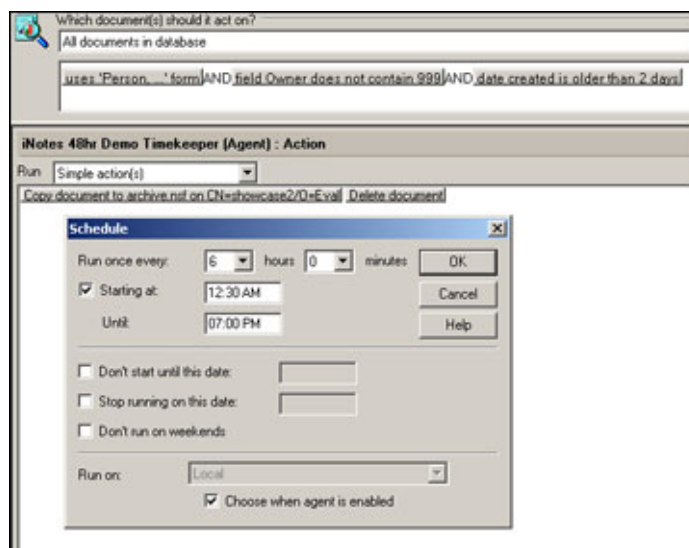 Which document(s) should it act on?
All documents in database
uses 'Person, ...' form AND field Owner does not contain 999 AND date created is older than 2 days
iNotes 48hr Demo Timekeeper (Agent) : Action
Run Simple action(s)
Copy document to archive.nsf on CN=showcase2/O=Eval Delete document
Schedule
Run once every: 6 hours 0 minutes OK
Starting at: 12:30 AM Cancel
Until: 07:00 PM Help
Don't start until this date:
Stop running on this date:
Don't run on weekends
Run on: Local
Choose when agent is enabled